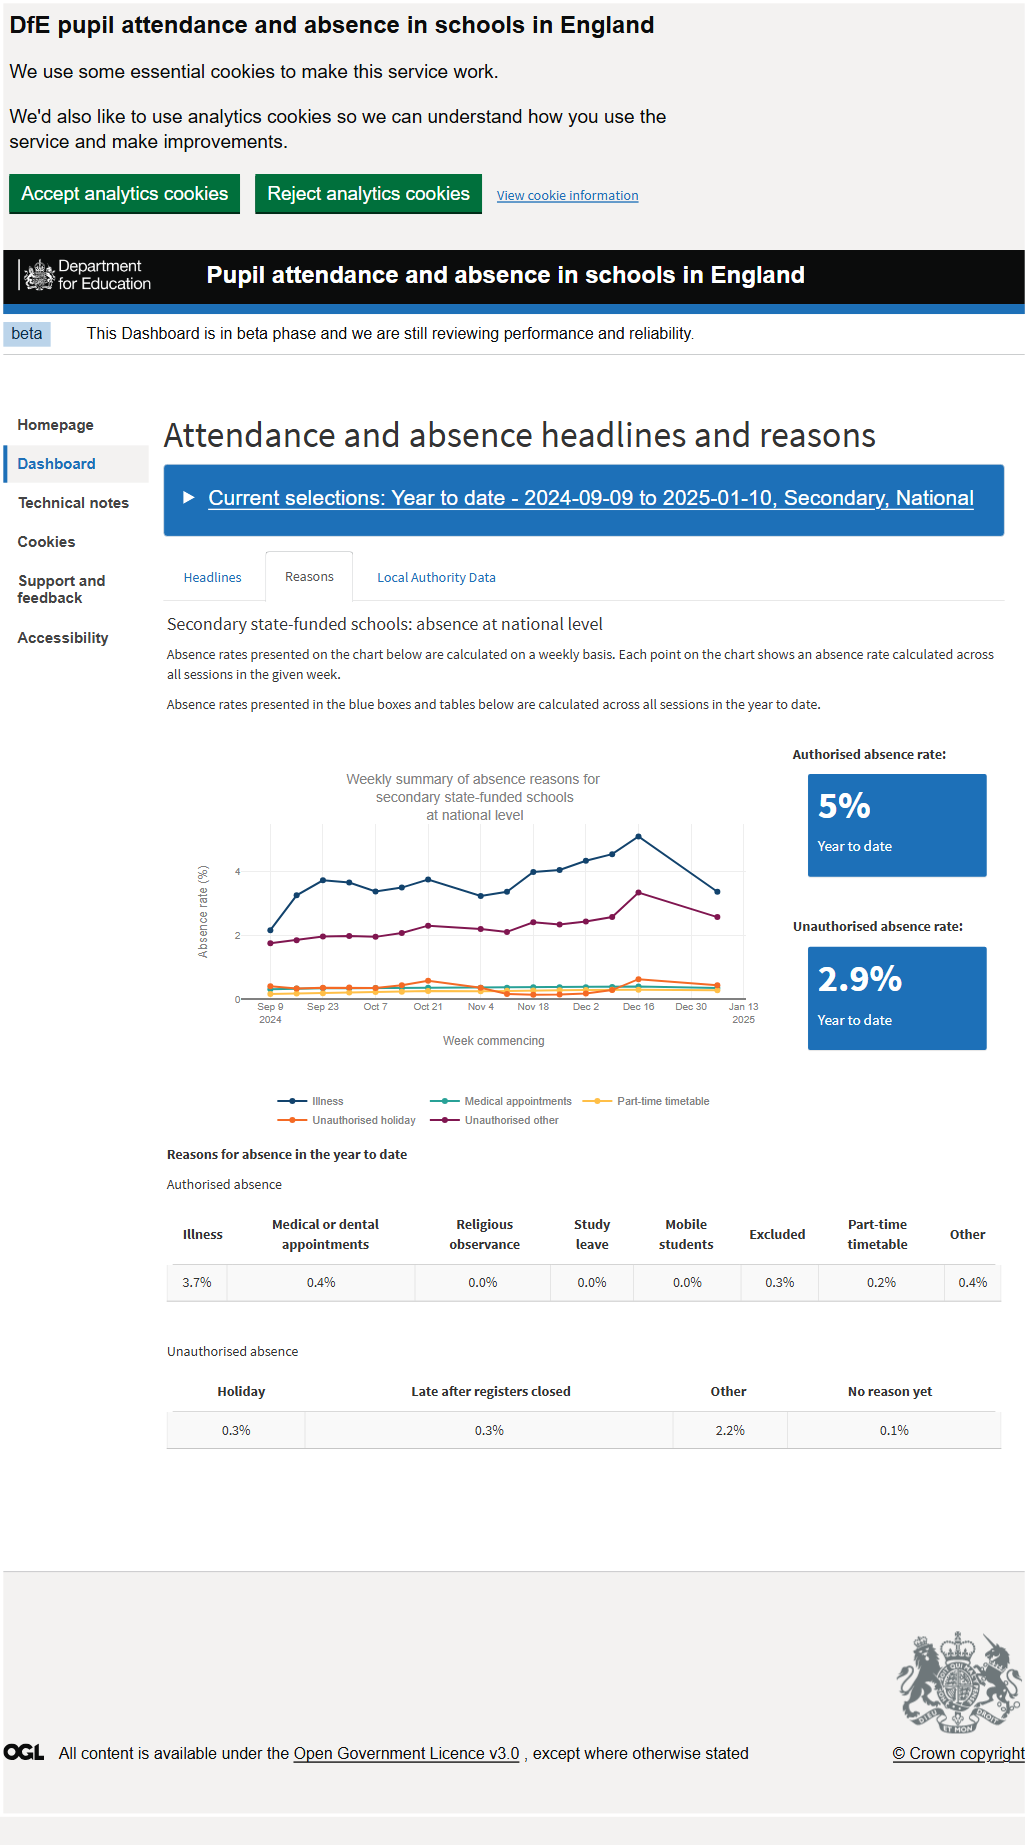 DfE pupil attendance and absence in schools in England
We use some essential cookies to make this service work.
We'd also like to use analytics cookies so we can understand how you use the
service and make improvements.
Accept analytics cookies Reject analytics cookies View cookie information
Department
for Education
Pupil attendance and absence in schools in England
beta This Dashboard is in beta phase and we are still reviewing performance and reliability.
Homepage
Dashboard
Technical notes
Cookies
Support and
feedback
Accessibility
Attendance and absence headlines and reasons
Current selections: Year to date - 2024-09-09 to 2025-01-10, Secondary, National
Headlines Reasons Local Authority Data
Secondary state-funded schools: absence at national level
Absence rates presented on the chart below are calculated on a weekly basis. Each point on the chart shows an absence rate calculated across
all sessions in the given week.
Absence rates presented in the blue boxes and tables below are calculated across all sessions in the year to date.
Weekly summary of absence reasons for
secondary state-funded schools
at national level
Absence rate (%)
4
2
0
Sep 9 Sep 23 Oct 7 Oct 21 Nov 4 Nov 18 Dec 2 Dec 16 Dec 30 Jan 13
2024 2025
Week commencing
Illness Medical appointments Part-time timetable
Unauthorised holiday Unauthorised other
Authorised absence rate:
5%
Year to date
Unauthorised absence rate:
2.9%
Year to date
Reasons for absence in the year to date
Authorised absence
Illness Medical or dental appointments Religious observance Study leave Mobile students Excluded Part-time timetable Other
3.7% 0.4% 0.0% 0.0% 0.0% 0.3% 0.2% 0.4%
Unauthorised absence
Holiday Late after registers closed Other No reason yet
0.3% 0.3% 2.2% 0.1%
OGL All content is available under the Open Government Licence v3.0 , except where otherwise stated
© Crown copyright